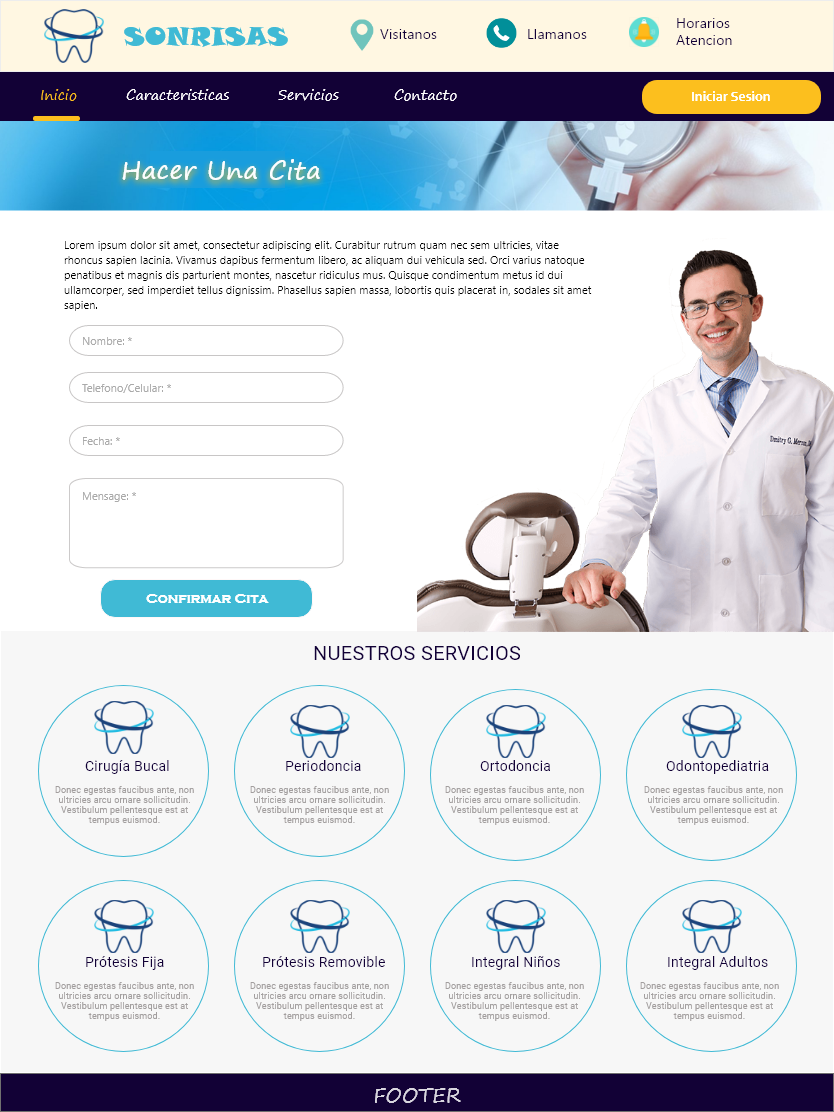 SONRISAS
Visitanos
Llamanos
Horarios
Atencion
Inicio
Caracteristicas
Servicios
Contacto
Iniciar Sesion
Hacer Una Cita
Lorem ipsum dolor sit amet, consectetur adipiscing elit. Curabitur rutrum quam nec sem ultricies, vitae
rhoncus sapien lacinia. Vivamus dapibus fermentum libero, ac aliquam dui vehicula sed. Orci varius natoque
penatibus et magnis dis parturient montes, nascetur ridiculus mus. Quisque condimentum metus id dui
ullamcorper, sed imperdiet tellus dignissim. Phasellus sapien massa, lobortis quis placerat in, sodales sit amet
sapien.
Nombre: *
Telefono/Celular: *
Fecha: *
Mensage: *
Confirmar Cita
Dmitry G.
NUESTROS SERVICIOS
Cirugía Bucal
Donec egestas faucibus ante, non
ultricies arcu ornare sollicitudin.
Vestibulum pellentesque est at
tempus euismod.
Periodoncia
Donec egestas faucibus ante, non
ultricies arcu ornare sollicitudin.
Vestibulum pellentesque est at
tempus euismod.
Ortodoncia
Donec egestas faucibus ante, non
ultricies arcu ornare sollicitudin.
Vestibulum pellentesque est at
tempus euismod.
Odontopediatria
Donec egestas faucibus ante, non
ultricies arcu ornare sollicitudin.
Vestibulum pellentesque est at
tempus euismod.
Prótesis Fija
Donec egestas faucibus ante, non
ultricies arcu ornare sollicitudin.
Vestibulum pellentesque est at
tempus euismod.
Prótesis Removible
Donec egestas faucibus ante, non
ultricies arcu ornare sollicitudin.
Vestibulum pellentesque est at
tempus euismod.
Integral Niños
Donec egestas faucibus ante, non
ultricies arcu ornare sollicitudin.
Vestibulum pellentesque est at
tempus euismod.
Integral Adultos
Donec egestas faucibus ante, non
ultricies arcu ornare sollicitudin.
Vestibulum pellentesque est at
tempus euismod.
FOOTER